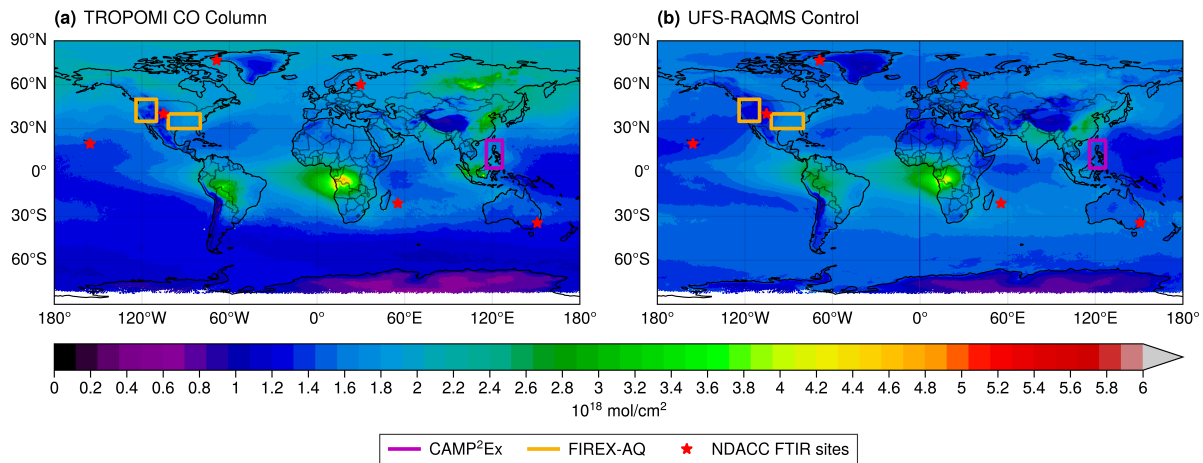 (a) TROPOMI CO Column
(b) UFS-RAQMS Control
90°N
60°N
30°N
0°
30°S
60°S
180° 120°W 60°W 0° 60°E 120°E 180°
90°N
60°N
30°N
0°
30°S
60°S
180° 120°W 60°W 0° 60°E 120°E 180°
0 0.2 0.4 0.6 0.8 1 1.2 1.4 1.6 1.8 2 2.2 2.4 2.6 2.8 3 3.2 3.4 3.6 3.8 4 4.2 4.4 4.6 4.8 5 5.2 5.4 5.6 5.8 6
10¹⁸ mol/cm²
CAMP²Ex FIREX-AQ NDACC FTIR sites